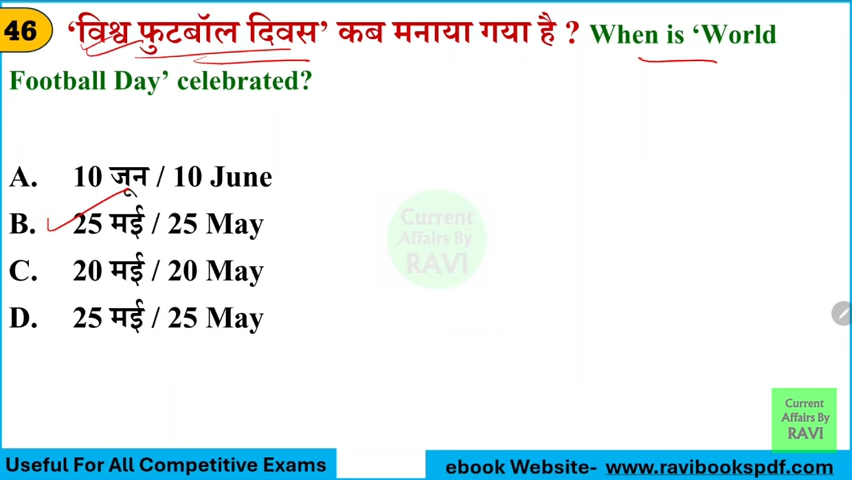 46 ‘विश्व फुटबॉल दिवस’ कब मनाया गया है ? When is ‘World
Football Day’ celebrated?
A. 10 जून / 10 June
B. 25 मई / 25 May
C. 20 मई / 20 May
D. 25 मई / 25 May
Current
Affairs By
RAVI
Current
Affairs By
RAVI
Useful For All Competitive Exams
ebook Website- www.ravibookspdf.com